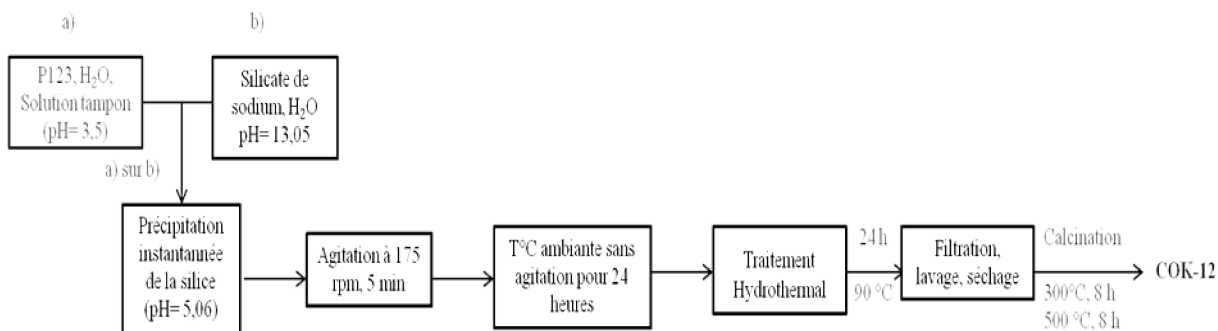 a)
b)
P123, H₂O,
Solution tampon
(pH= 3,5)
Silicate de
sodium, H₂O
pH= 13,05
a) sur b)
Précipitation
instantannée
de la silice
(pH= 5,06)
Agitation à 175
rpm, 5 min
T°C ambiante sans
agitation pour 24
heures
Traitement
Hydrothermal
24 h
90 °C
Filtration,
lavage, séchage
Calcination
300°C, 8 h
500 °C, 8 h
COK-12